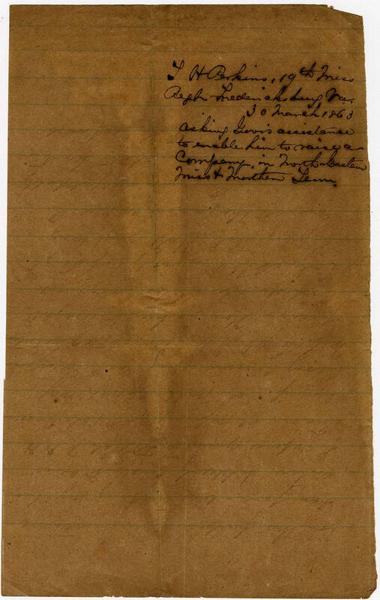 T H Perkins, 19th Miss
Regt Fredericksburg Va,
30 March 1863
asking Gov's assistance
to enable him to raise a
Company, in North-eastern
Miss & Northern Tenn,